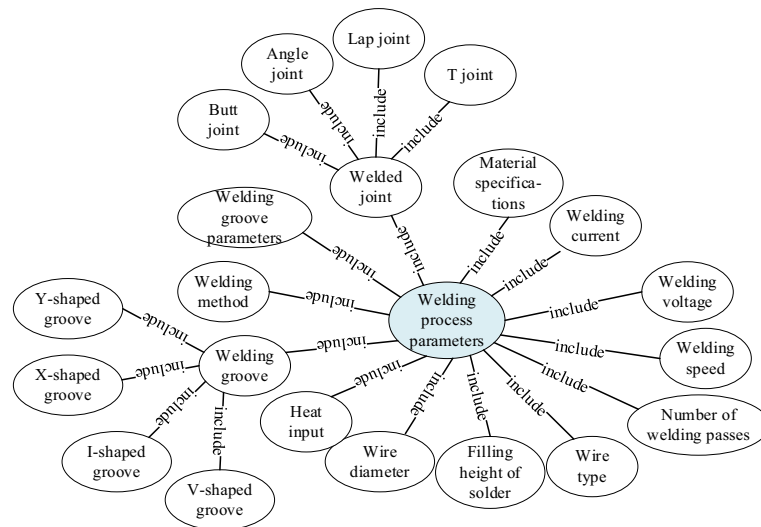 Lap joint
Angle
joint
T joint
Butt
joint
include
include
include
include
Welded
joint
Material
specifica-
tions
Welding
groove
parameters
Welding
current
include
include
include
include
Welding
method
include
Welding
process
parameters
include
Welding
voltage
Y-shaped
groove
include
Welding
groove
include
include
Welding
speed
X-shaped
groove
include
include
include
include
I-shaped
groove
V-shaped
groove
include
Heat
input
include
Wire
diameter
include
Filling
height of
solder
include
Wire
type
include
Number of
welding passes